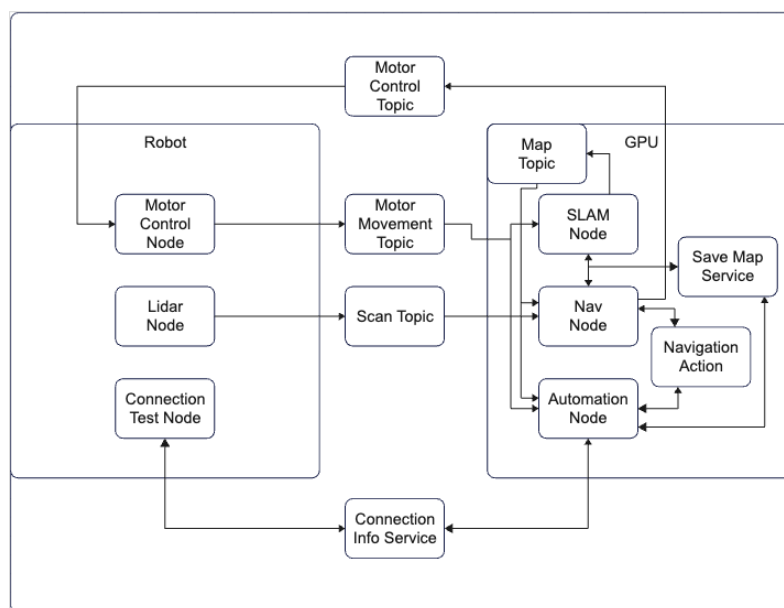 Motor
Control
Topic
Robot
Map
Topic
GPU
Motor
Control
Node
Motor
Movement
Topic
SLAM
Node
Save Map
Service
Lidar
Node
Scan Topic
Nav
Node
Navigation
Action
Connection
Test Node
Automation
Node
Connection
Info Service